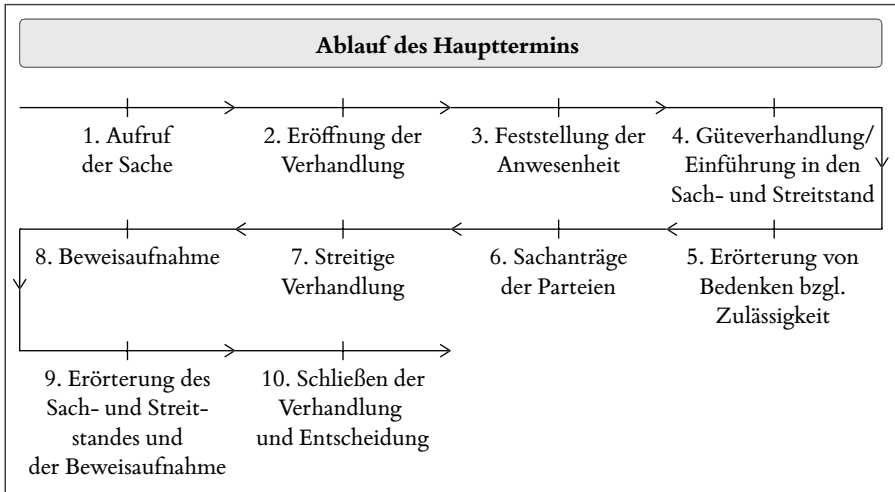 Ablauf des Haupttermins
1. Aufruf
der Sache
2. Eröffnung der
Verhandlung
3. Feststellung der
Anwesenheit
4. Güteverhandlung/
Einführung in den
Sach- und Streitstand
5. Erörterung von
Bedenken bzgl.
Zulässigkeit
6. Sachanträge
der Parteien
7. Streitige
Verhandlung
8. Beweisaufnahme
9. Erörterung des
Sach- und Streit-
standes und
der Beweisaufnahme
10. Schließen der
Verhandlung
und Entscheidung